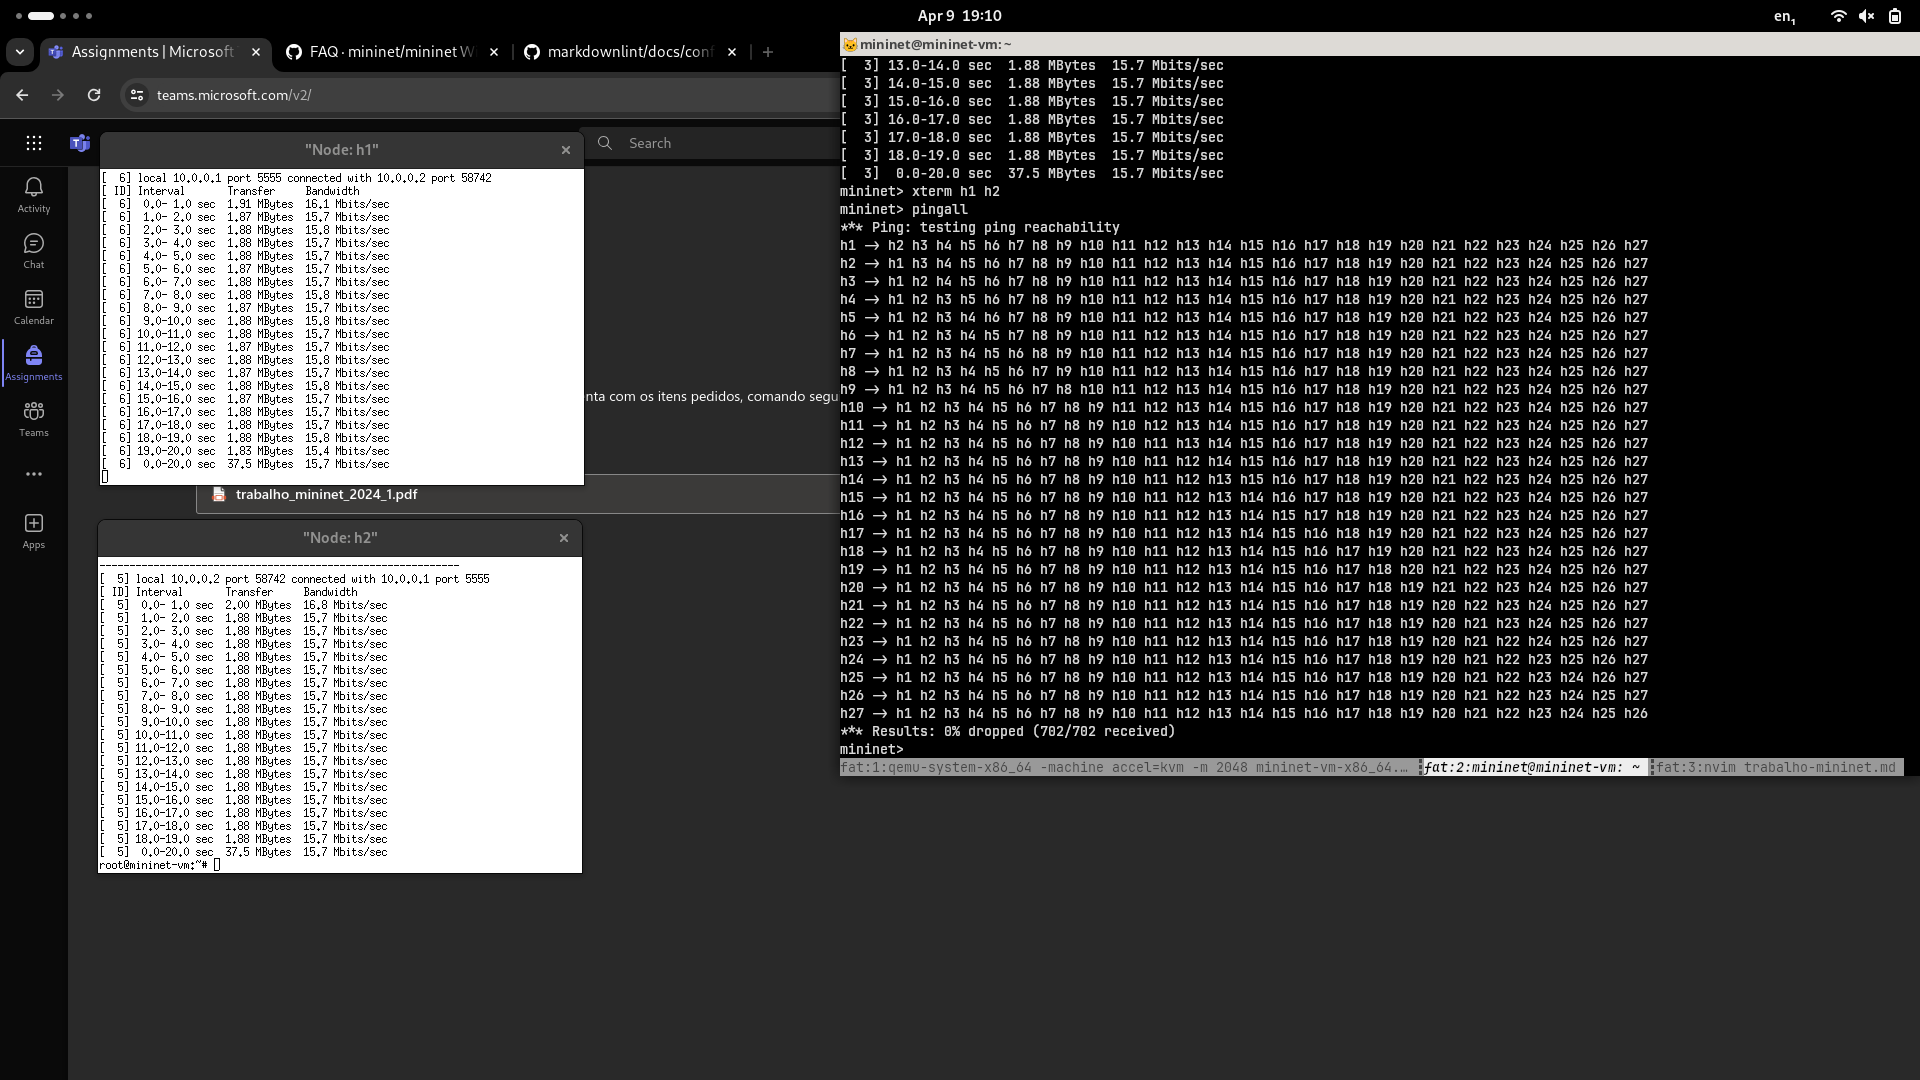 Apr 9 19:10
en1
Assignments | Microsoft
FAQ · mininet/mininet W
markdownlint/docs/conf
teams.microsoft.com/v2/
Search
Activity
Chat
Calendar
Assignments
Teams
Apps
nta com os itens pedidos, comando segu
trabalho_mininet_2024_1.pdf
"Node: h1"
[  6] local 10.0.0.1 port 5555 connected with 10.0.0.2 port 58742
[ ID] Interval       Transfer     Bandwidth
[  6]  0.0- 1.0 sec  1.91 MBytes  16.1 Mbits/sec
[  6]  1.0- 2.0 sec  1.87 MBytes  15.7 Mbits/sec
[  6]  2.0- 3.0 sec  1.88 MBytes  15.8 Mbits/sec
[  6]  3.0- 4.0 sec  1.88 MBytes  15.7 Mbits/sec
[  6]  4.0- 5.0 sec  1.88 MBytes  15.8 Mbits/sec
[  6]  5.0- 6.0 sec  1.87 MBytes  15.7 Mbits/sec
[  6]  6.0- 7.0 sec  1.88 MBytes  15.7 Mbits/sec
[  6]  7.0- 8.0 sec  1.88 MBytes  15.8 Mbits/sec
[  6]  8.0- 9.0 sec  1.87 MBytes  15.7 Mbits/sec
[  6]  9.0-10.0 sec  1.88 MBytes  15.8 Mbits/sec
[  6] 10.0-11.0 sec  1.88 MBytes  15.7 Mbits/sec
[  6] 11.0-12.0 sec  1.87 MBytes  15.7 Mbits/sec
[  6] 12.0-13.0 sec  1.88 MBytes  15.8 Mbits/sec
[  6] 13.0-14.0 sec  1.87 MBytes  15.7 Mbits/sec
[  6] 14.0-15.0 sec  1.88 MBytes  15.8 Mbits/sec
[  6] 15.0-16.0 sec  1.87 MBytes  15.7 Mbits/sec
[  6] 16.0-17.0 sec  1.88 MBytes  15.7 Mbits/sec
[  6] 17.0-18.0 sec  1.88 MBytes  15.7 Mbits/sec
[  6] 18.0-19.0 sec  1.88 MBytes  15.8 Mbits/sec
[  6] 19.0-20.0 sec  1.83 MBytes  15.4 Mbits/sec
[  6]  0.0-20.0 sec  37.5 MBytes  15.7 Mbits/sec
"Node: h2"
------------------------------------------------------------
[  5] local 10.0.0.2 port 58742 connected with 10.0.0.1 port 5555
[ ID] Interval       Transfer     Bandwidth
[  5]  0.0- 1.0 sec  2.00 MBytes  16.8 Mbits/sec
[  5]  1.0- 2.0 sec  1.88 MBytes  15.7 Mbits/sec
[  5]  2.0- 3.0 sec  1.88 MBytes  15.7 Mbits/sec
[  5]  3.0- 4.0 sec  1.88 MBytes  15.7 Mbits/sec
[  5]  4.0- 5.0 sec  1.88 MBytes  15.7 Mbits/sec
[  5]  5.0- 6.0 sec  1.88 MBytes  15.7 Mbits/sec
[  5]  6.0- 7.0 sec  1.88 MBytes  15.7 Mbits/sec
[  5]  7.0- 8.0 sec  1.88 MBytes  15.7 Mbits/sec
[  5]  8.0- 9.0 sec  1.88 MBytes  15.7 Mbits/sec
[  5]  9.0-10.0 sec  1.88 MBytes  15.7 Mbits/sec
[  5] 10.0-11.0 sec  1.88 MBytes  15.7 Mbits/sec
[  5] 11.0-12.0 sec  1.88 MBytes  15.7 Mbits/sec
[  5] 12.0-13.0 sec  1.88 MBytes  15.7 Mbits/sec
[  5] 13.0-14.0 sec  1.88 MBytes  15.7 Mbits/sec
[  5] 14.0-15.0 sec  1.88 MBytes  15.7 Mbits/sec
[  5] 15.0-16.0 sec  1.88 MBytes  15.7 Mbits/sec
[  5] 16.0-17.0 sec  1.88 MBytes  15.7 Mbits/sec
[  5] 17.0-18.0 sec  1.88 MBytes  15.7 Mbits/sec
[  5] 18.0-19.0 sec  1.88 MBytes  15.7 Mbits/sec
[  5]  0.0-20.0 sec  37.5 MBytes  15.7 Mbits/sec
root@mininet-vm:~#
mininet@mininet-vm: ~
[  3] 13.0-14.0 sec  1.88 MBytes  15.7 Mbits/sec
[  3] 14.0-15.0 sec  1.88 MBytes  15.7 Mbits/sec
[  3] 15.0-16.0 sec  1.88 MBytes  15.7 Mbits/sec
[  3] 16.0-17.0 sec  1.88 MBytes  15.7 Mbits/sec
[  3] 17.0-18.0 sec  1.88 MBytes  15.7 Mbits/sec
[  3] 18.0-19.0 sec  1.88 MBytes  15.7 Mbits/sec
[  3]  0.0-20.0 sec  37.5 MBytes  15.7 Mbits/sec
mininet> xterm h1 h2
mininet> pingall
*** Ping: testing ping reachability
h1 -> h2 h3 h4 h5 h6 h7 h8 h9 h10 h11 h12 h13 h14 h15 h16 h17 h18 h19 h20 h21 h22 h23 h24 h25 h26 h27
h2 -> h1 h3 h4 h5 h6 h7 h8 h9 h10 h11 h12 h13 h14 h15 h16 h17 h18 h19 h20 h21 h22 h23 h24 h25 h26 h27
h3 -> h1 h2 h4 h5 h6 h7 h8 h9 h10 h11 h12 h13 h14 h15 h16 h17 h18 h19 h20 h21 h22 h23 h24 h25 h26 h27
h4 -> h1 h2 h3 h5 h6 h7 h8 h9 h10 h11 h12 h13 h14 h15 h16 h17 h18 h19 h20 h21 h22 h23 h24 h25 h26 h27
h5 -> h1 h2 h3 h4 h6 h7 h8 h9 h10 h11 h12 h13 h14 h15 h16 h17 h18 h19 h20 h21 h22 h23 h24 h25 h26 h27
h6 -> h1 h2 h3 h4 h5 h7 h8 h9 h10 h11 h12 h13 h14 h15 h16 h17 h18 h19 h20 h21 h22 h23 h24 h25 h26 h27
h7 -> h1 h2 h3 h4 h5 h6 h8 h9 h10 h11 h12 h13 h14 h15 h16 h17 h18 h19 h20 h21 h22 h23 h24 h25 h26 h27
h8 -> h1 h2 h3 h4 h5 h6 h7 h9 h10 h11 h12 h13 h14 h15 h16 h17 h18 h19 h20 h21 h22 h23 h24 h25 h26 h27
h9 -> h1 h2 h3 h4 h5 h6 h7 h8 h10 h11 h12 h13 h14 h15 h16 h17 h18 h19 h20 h21 h22 h23 h24 h25 h26 h27
h10 -> h1 h2 h3 h4 h5 h6 h7 h8 h9 h11 h12 h13 h14 h15 h16 h17 h18 h19 h20 h21 h22 h23 h24 h25 h26 h27
h11 -> h1 h2 h3 h4 h5 h6 h7 h8 h9 h10 h12 h13 h14 h15 h16 h17 h18 h19 h20 h21 h22 h23 h24 h25 h26 h27
h12 -> h1 h2 h3 h4 h5 h6 h7 h8 h9 h10 h11 h13 h14 h15 h16 h17 h18 h19 h20 h21 h22 h23 h24 h25 h26 h27
h13 -> h1 h2 h3 h4 h5 h6 h7 h8 h9 h10 h11 h12 h14 h15 h16 h17 h18 h19 h20 h21 h22 h23 h24 h25 h26 h27
h14 -> h1 h2 h3 h4 h5 h6 h7 h8 h9 h10 h11 h12 h13 h15 h16 h17 h18 h19 h20 h21 h22 h23 h24 h25 h26 h27
h15 -> h1 h2 h3 h4 h5 h6 h7 h8 h9 h10 h11 h12 h13 h14 h16 h17 h18 h19 h20 h21 h22 h23 h24 h25 h26 h27
h16 -> h1 h2 h3 h4 h5 h6 h7 h8 h9 h10 h11 h12 h13 h14 h15 h17 h18 h19 h20 h21 h22 h23 h24 h25 h26 h27
h17 -> h1 h2 h3 h4 h5 h6 h7 h8 h9 h10 h11 h12 h13 h14 h15 h16 h18 h19 h20 h21 h22 h23 h24 h25 h26 h27
h18 -> h1 h2 h3 h4 h5 h6 h7 h8 h9 h10 h11 h12 h13 h14 h15 h16 h17 h19 h20 h21 h22 h23 h24 h25 h26 h27
h19 -> h1 h2 h3 h4 h5 h6 h7 h8 h9 h10 h11 h12 h13 h14 h15 h16 h17 h18 h20 h21 h22 h23 h24 h25 h26 h27
h20 -> h1 h2 h3 h4 h5 h6 h7 h8 h9 h10 h11 h12 h13 h14 h15 h16 h17 h18 h19 h21 h22 h23 h24 h25 h26 h27
h21 -> h1 h2 h3 h4 h5 h6 h7 h8 h9 h10 h11 h12 h13 h14 h15 h16 h17 h18 h19 h20 h22 h23 h24 h25 h26 h27
h22 -> h1 h2 h3 h4 h5 h6 h7 h8 h9 h10 h11 h12 h13 h14 h15 h16 h17 h18 h19 h20 h21 h23 h24 h25 h26 h27
h23 -> h1 h2 h3 h4 h5 h6 h7 h8 h9 h10 h11 h12 h13 h14 h15 h16 h17 h18 h19 h20 h21 h22 h24 h25 h26 h27
h24 -> h1 h2 h3 h4 h5 h6 h7 h8 h9 h10 h11 h12 h13 h14 h15 h16 h17 h18 h19 h20 h21 h22 h23 h25 h26 h27
h25 -> h1 h2 h3 h4 h5 h6 h7 h8 h9 h10 h11 h12 h13 h14 h15 h16 h17 h18 h19 h20 h21 h22 h23 h24 h26 h27
h26 -> h1 h2 h3 h4 h5 h6 h7 h8 h9 h10 h11 h12 h13 h14 h15 h16 h17 h18 h19 h20 h21 h22 h23 h24 h25 h27
h27 -> h1 h2 h3 h4 h5 h6 h7 h8 h9 h10 h11 h12 h13 h14 h15 h16 h17 h18 h19 h20 h21 h22 h23 h24 h25 h26
*** Results: 0% dropped (702/702 received)
mininet>
fat:1:qemu-system-x86_64 -machine accel=kvm -m 2048 mininet-vm-x86_64.… ┇fat:2:mininet@mininet-vm: ~ ┇fat:3:nvim trabalho-mininet.md